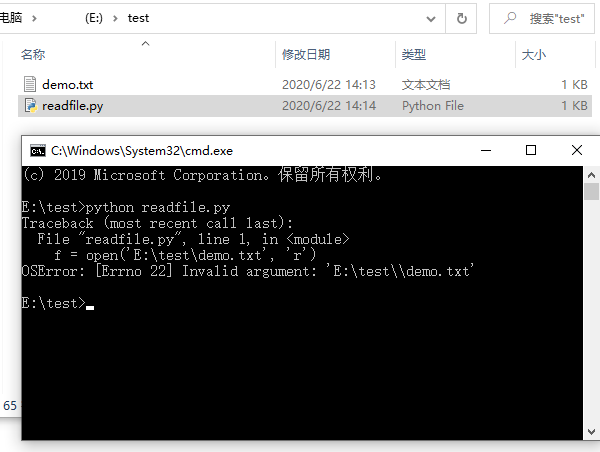 电脑 (E:) test 搜索"test"
名称 修改日期 类型 大小
demo.txt 2020/6/22 14:13 文本文档 1 KB
readfile.py 2020/6/22 14:14 Python File 1 KB
C:\Windows\System32\cmd.exe
(c) 2019 Microsoft Corporation。保留所有权利。
E:\test>python readfile.py
Traceback (most recent call last):
File "readfile.py", line 1, in <module>
f = open('E:\test\demo.txt', 'r')
OSError: [Errno 22] Invalid argument: 'E:\test\\demo.txt'
E:\test>
65